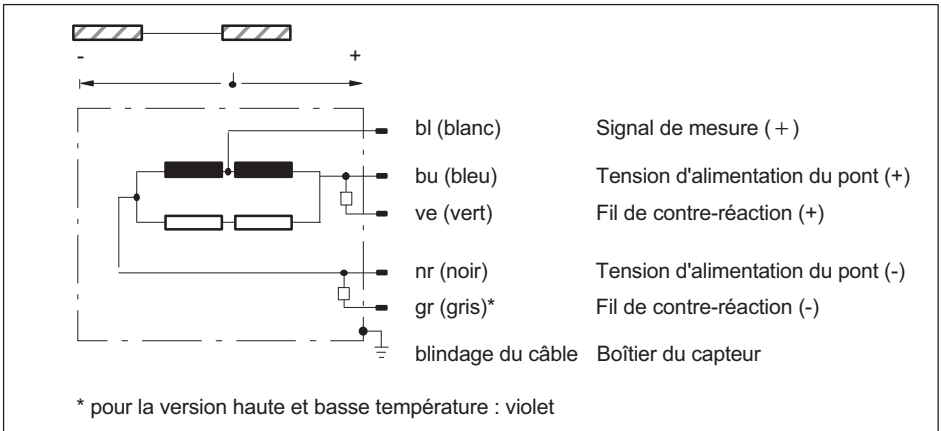 - +
bl (blanc) Signal de mesure (+)
bu (bleu) Tension d'alimentation du pont (+)
ve (vert) Fil de contre-réaction (+)
nr (noir) Tension d'alimentation du pont (-)
gr (gris)* Fil de contre-réaction (-)
blindage du câble Boîtier du capteur
* pour la version haute et basse température : violet